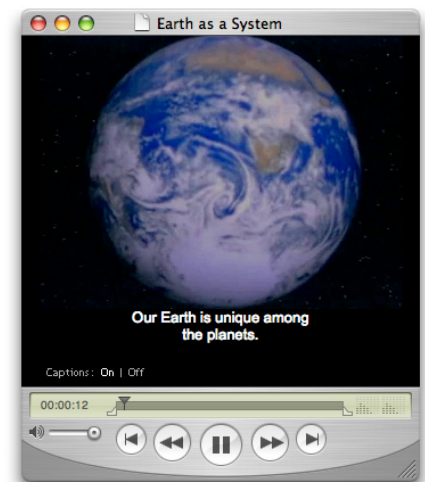 Earth as a System
Our Earth is unique among
the planets.
Captions: On | Off
00:00:12